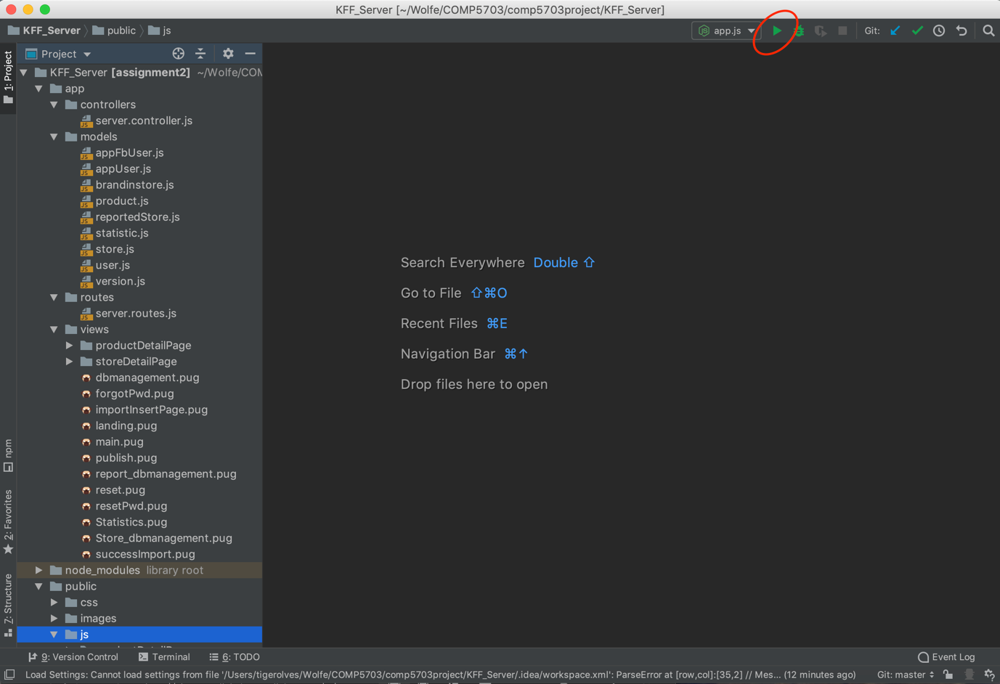 KFF_Server [~/Wolfe/COMP5703/comp5703project/KFF_Server]
KFF_Server public js app.js Git:
1: Project
Project
KFF_Server [assignment2] ~/Wolfe/COM
app
controllers
server.controller.js
models
appFbUser.js
appUser.js
brandinstore.js
product.js
reportedStore.js
statistic.js
store.js
user.js
version.js
routes
server.routes.js
views
productDetailPage
storeDetailPage
dbmanagement.pug
forgotPwd.pug
importInsertPage.pug
landing.pug
main.pug
publish.pug
report_dbmanagement.pug
reset.pug
resetPwd.pug
Statistics.pug
Store_dbmanagement.pug
successImport.pug
node_modules library root
public
css
images
js
npm
2: Favorites
7: Structure
Search Everywhere Double ⇧
Go to File ⇧⌘O
Recent Files ⌘E
Navigation Bar ⌘↑
Drop files here to open
9: Version Control Terminal 6: TODO Event Log
Load Settings: Cannot load settings from file '/Users/tigerolves/Wolfe/COMP5703/comp5703project/KFF_Server/.idea/workspace.xml': ParseError at [row,col]:[35,2] // Mes... (12 minutes ago) Git: master